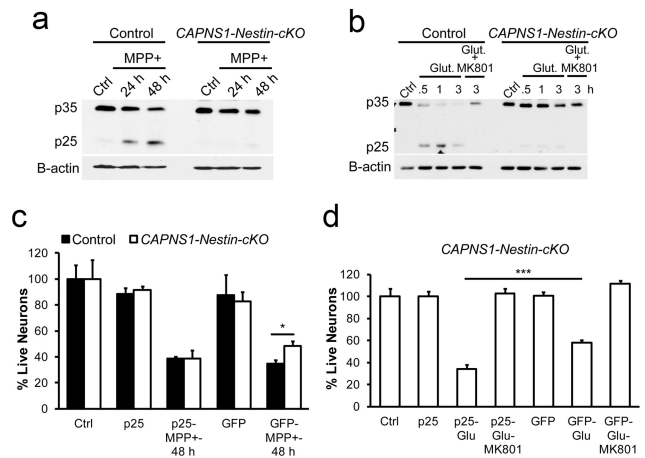 a
Control
CAPNS1-Nestin-cKO
MPP+
MPP+
Ctrl
24 h
48 h
Ctrl
24 h
48 h
p35
p25
B-actin
b
Control
CAPNS1-Nestin-cKO
Glut.
+
MK801
Glut.
Glut.
+
MK801
Glut.
Ctrl
.5 1 3 3
Ctrl
.5 1 3 3 h
p35
p25
B-actin
c
Control
CAPNS1-Nestin-cKO
% Live Neurons
120
100
80
60
40
20
0
*
Ctrl
p25
p25-
MPP+-
48 h
GFP
GFP-
MPP+-
48 h
d
CAPNS1-Nestin-cKO
% Live Neurons
120
100
80
60
40
20
0
***
Ctrl
p25
p25-
Glu
p25-
Glu-
MK801
GFP
GFP-
Glu
GFP-
Glu-
MK801